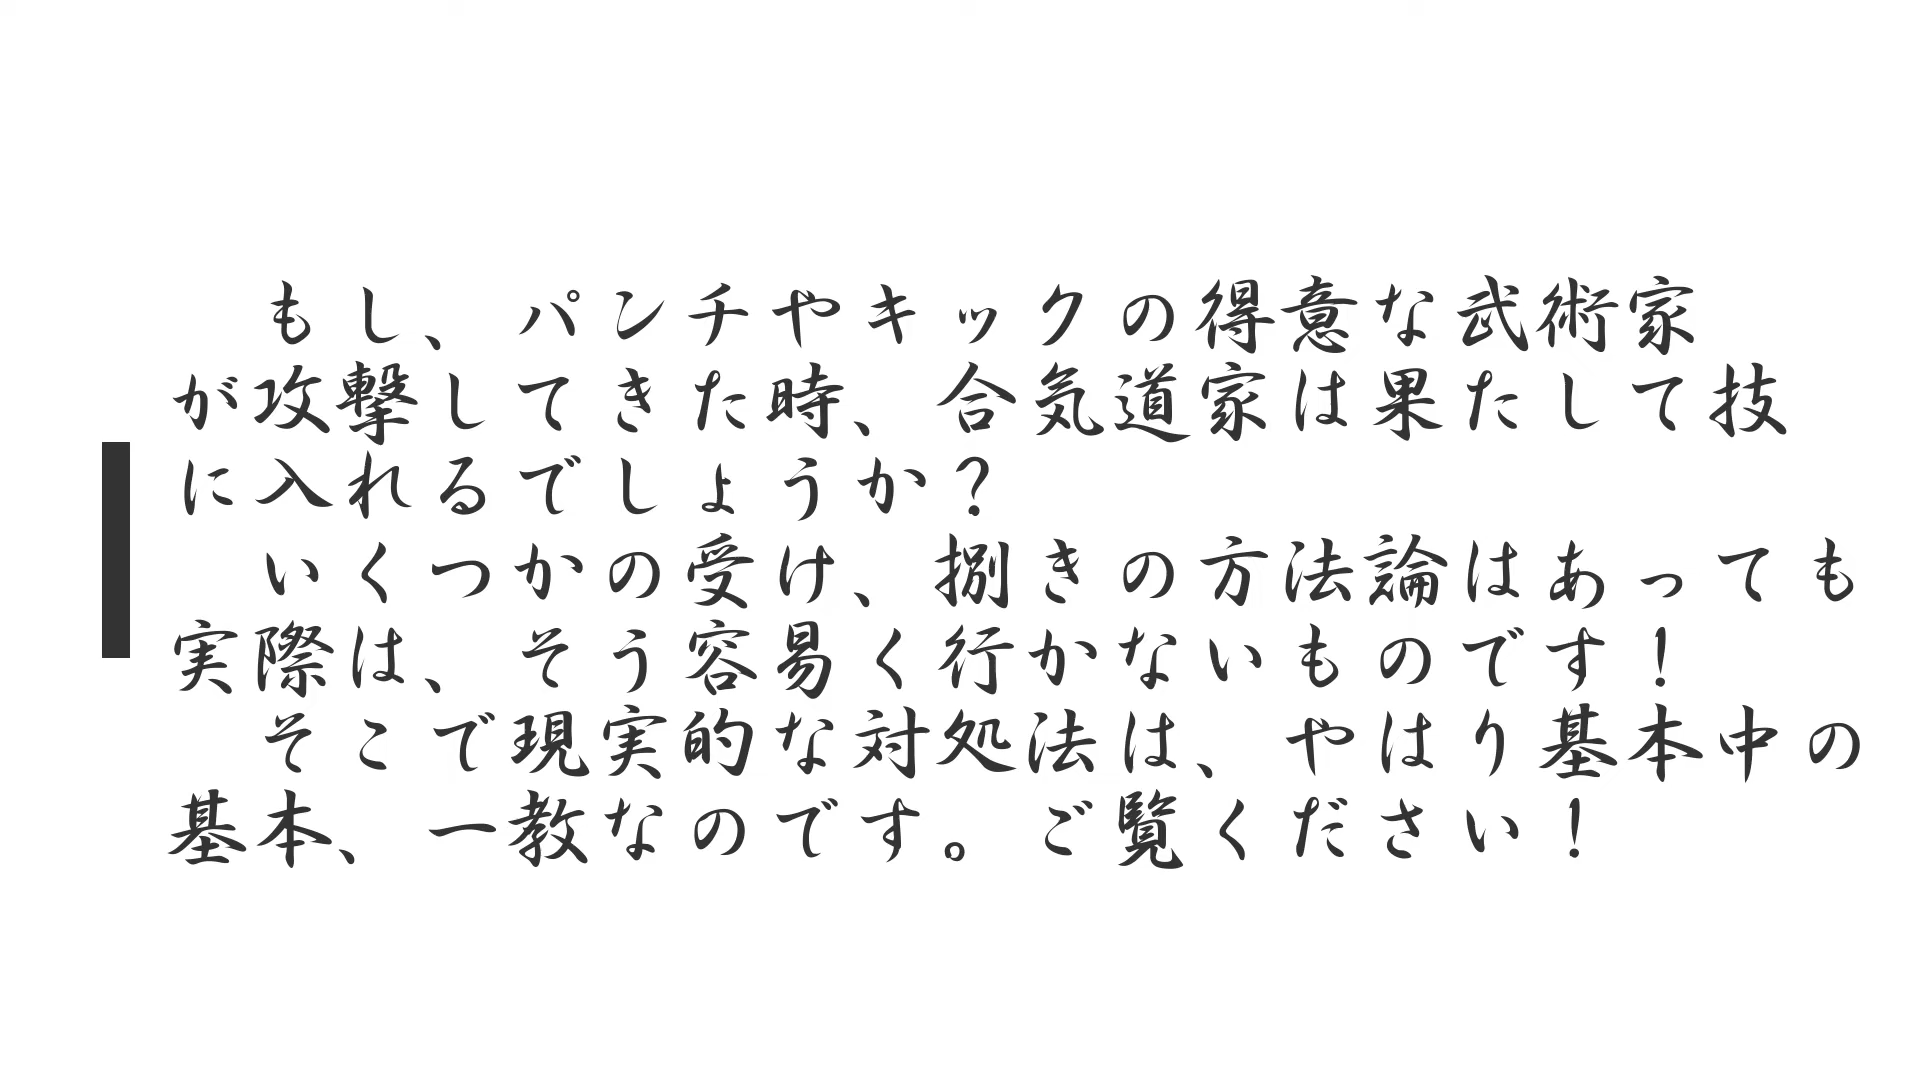 もし、パンチやキックの得意な武術家
が攻撃してきた時、合気道家は果たして技
に入れるでしょうか？
いくつかの受け、捌きの方法論はあっても
実際は、そう容易く行かないものです！
そこで現実的な対処法は、やはり基本中の
基本、一教なのです。ご覧ください！